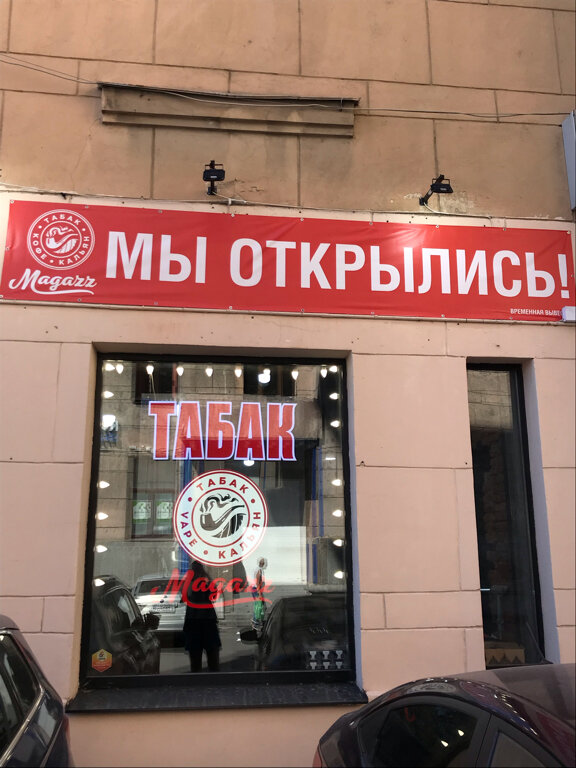 ТАБАК
КОФЕ • КАЛЬЯН
Magazz
МЫ ОТКРЫЛИСЬ!
ВРЕМЕННАЯ
ТАБАК
ТАБАК
VAPE • КАЛЬЯН
Magazz